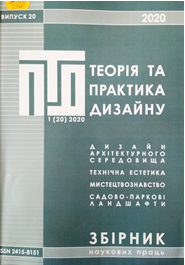 ВИПУСК 20
2020
ПТД
1 (20) 2020
ТЕОРІЯ ТА
ПРАКТИКА
ДИЗАЙНУ
ДИЗАЙН
АРХІТЕКТУРНОГО
СЕРЕДОВИЩА
ТЕХНІЧНА ЕСТЕТИКА
МИСТЕЦТВОЗНАВСТВО
САДОВО-ПАРКОВІ
ЛАНДШАФТИ
ЗБІРНИК
наукових праць
ISSN 2415-8151